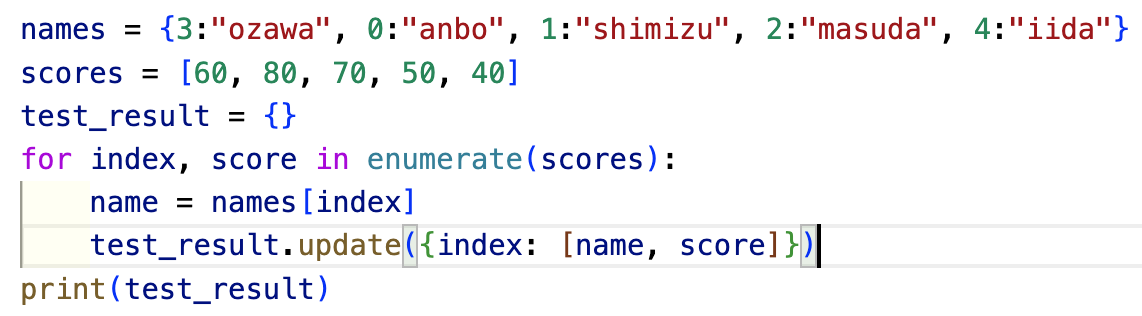 names = {3:"ozawa", 0:"anbo", 1:"shimizu", 2:"masuda", 4:"iida"}
scores = [60, 80, 70, 50, 40]
test_result = {}
for index, score in enumerate(scores):
    name = names[index]
    test_result.update({index: [name, score]})
print(test_result)